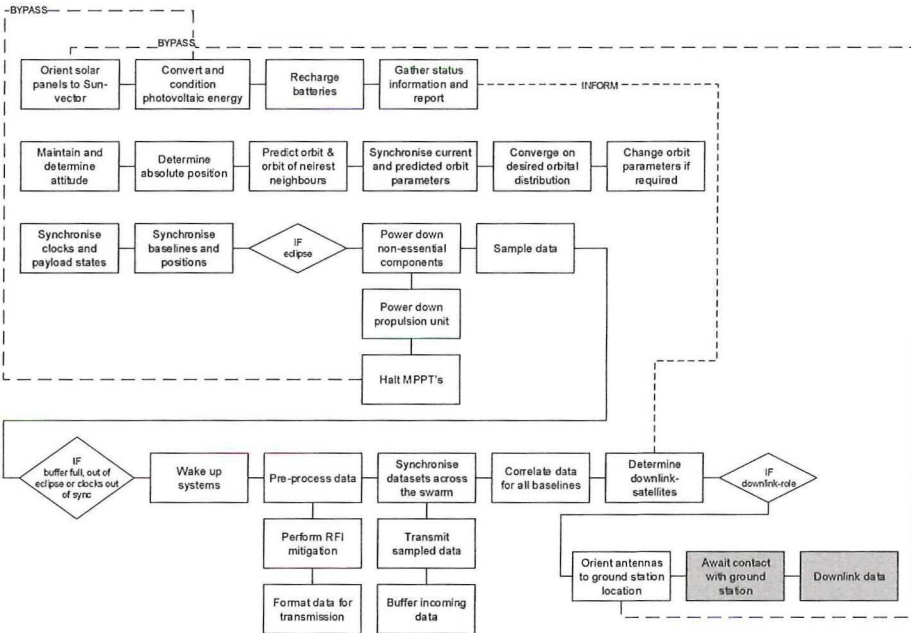 BYPASS
BYPASS
Orient solar
panels to Sun-
vector
Convert and
condition
photovoltaic energy
Recharge
batteries
Gather status
information and
report
INFORM
Maintain and
determine
attitude
Determine
absolute position
Predict orbit &
orbit of neirest
neighbours
Synchronise current
and predicted orbit
parameters
Converge on
desired orbital
distribution
Change orbit
parameters if
required
Synchronise
clocks and
payload states
Synchronise
baselines and
positions
IF
eclipse
Power down
non-essential
components
Sample data
Power down
propulsion unit
Halt MPPT's
IF
buffer full, out of
eclipse or clocks out
of sync
Wake up
systems
Pre-process data
Synchronise
datasets across
the swarm
Correlate data
for all baselines
Determine
downlink-
satellites
IF
downlink-role
Perform RFI
mitigation
Transmit
sampled data
Format data for
transmission
Buffer incoming
data
Orient antennas
to ground station
location
Await contact
with ground
station
Downlink data